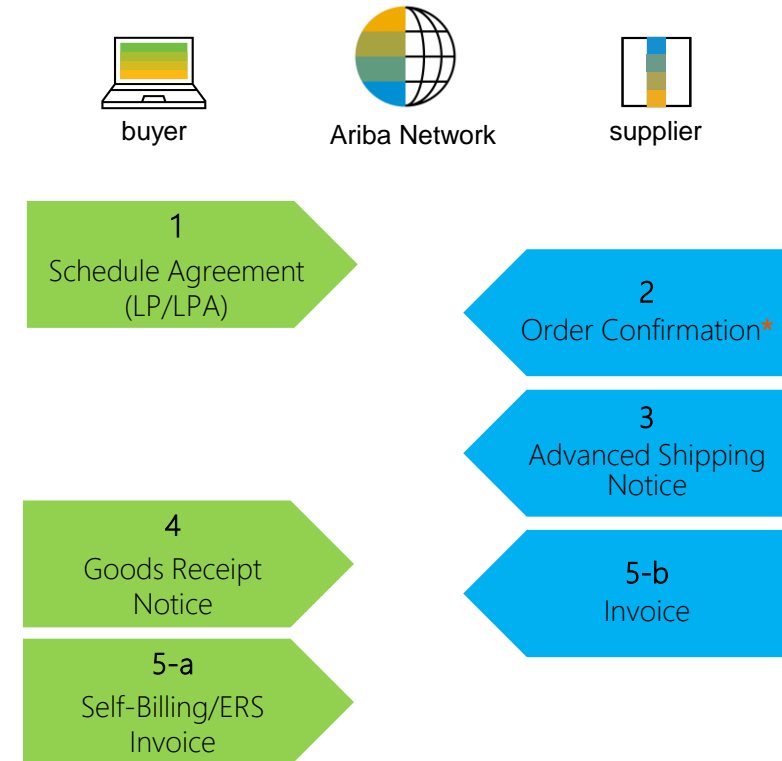 buyer
Ariba Network
supplier
1
Schedule Agreement
(LP/LPA)
2
Order Confirmation*
3
Advanced Shipping
Notice
4
Goods Receipt
Notice
5-b
Invoice
5-a
Self-Billing/ERS
Invoice